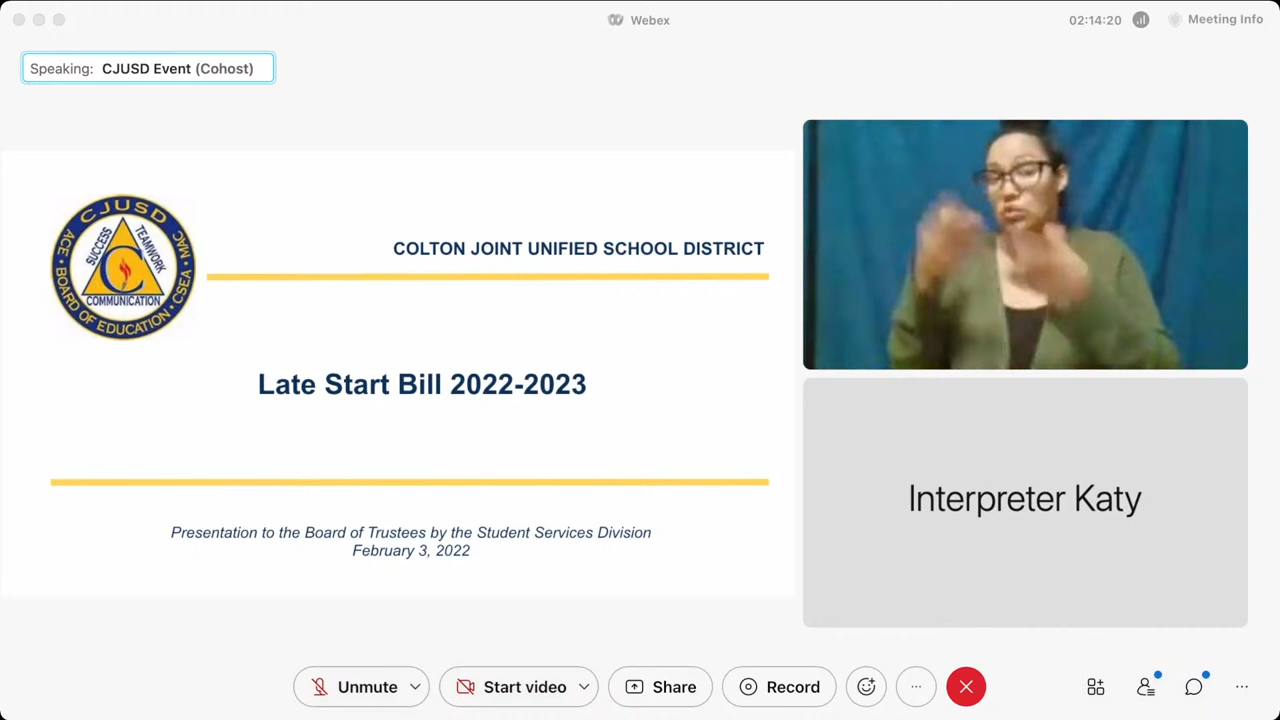 Webex
02:14:20
Meeting Info
Speaking: CJUSD Event (Cohost)
CJUSD
ACE • BOARD OF EDUCATION • CSEA • MAC
SUCCESS
TEAMWORK
C
COMMUNICATION
COLTON JOINT UNIFIED SCHOOL DISTRICT
Late Start Bill 2022-2023
Presentation to the Board of Trustees by the Student Services Division
February 3, 2022
Interpreter Katy
Unmute
Start video
Share
Record